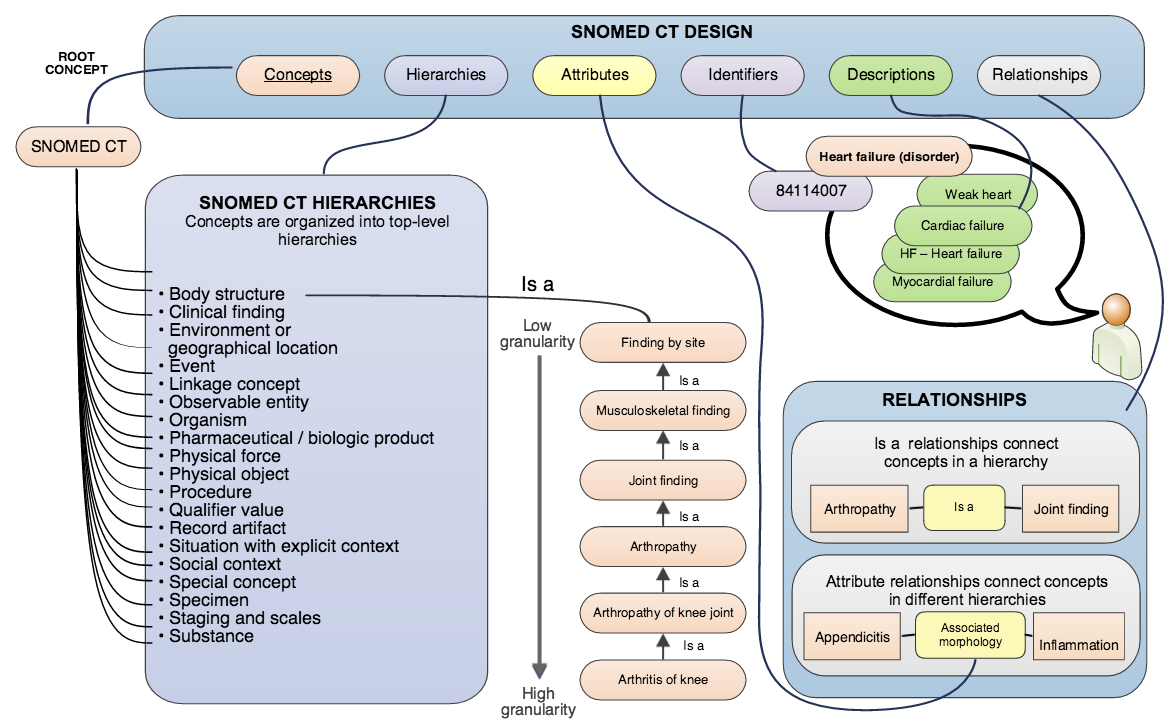 SNOMED CT DESIGN
ROOT
CONCEPT
Concepts
Hierarchies
Attributes
Identifiers
Descriptions
Relationships
SNOMED CT
Heart failure (disorder)
84114007
Weak heart
Cardiac failure
HF – Heart failure
Myocardial failure
SNOMED CT HIERARCHIES
Concepts are organized into top-level
hierarchies
• Body structure
• Clinical finding
• Environment or
geographical location
• Event
• Linkage concept
• Observable entity
• Organism
• Pharmaceutical / biologic product
• Physical force
• Physical object
• Procedure
• Qualifier value
• Record artifact
• Situation with explicit context
• Social context
• Special concept
• Specimen
• Staging and scales
• Substance
Is a
Low
granularity
High
granularity
Finding by site
Is a
Musculoskeletal finding
Is a
Joint finding
Is a
Arthropathy
Is a
Arthropathy of knee joint
Is a
Arthritis of knee
RELATIONSHIPS
Is a relationships connect
concepts in a hierarchy
Arthropathy
Is a
Joint finding
Attribute relationships connect concepts
in different hierarchies
Appendicitis
Associated
morphology
Inflammation